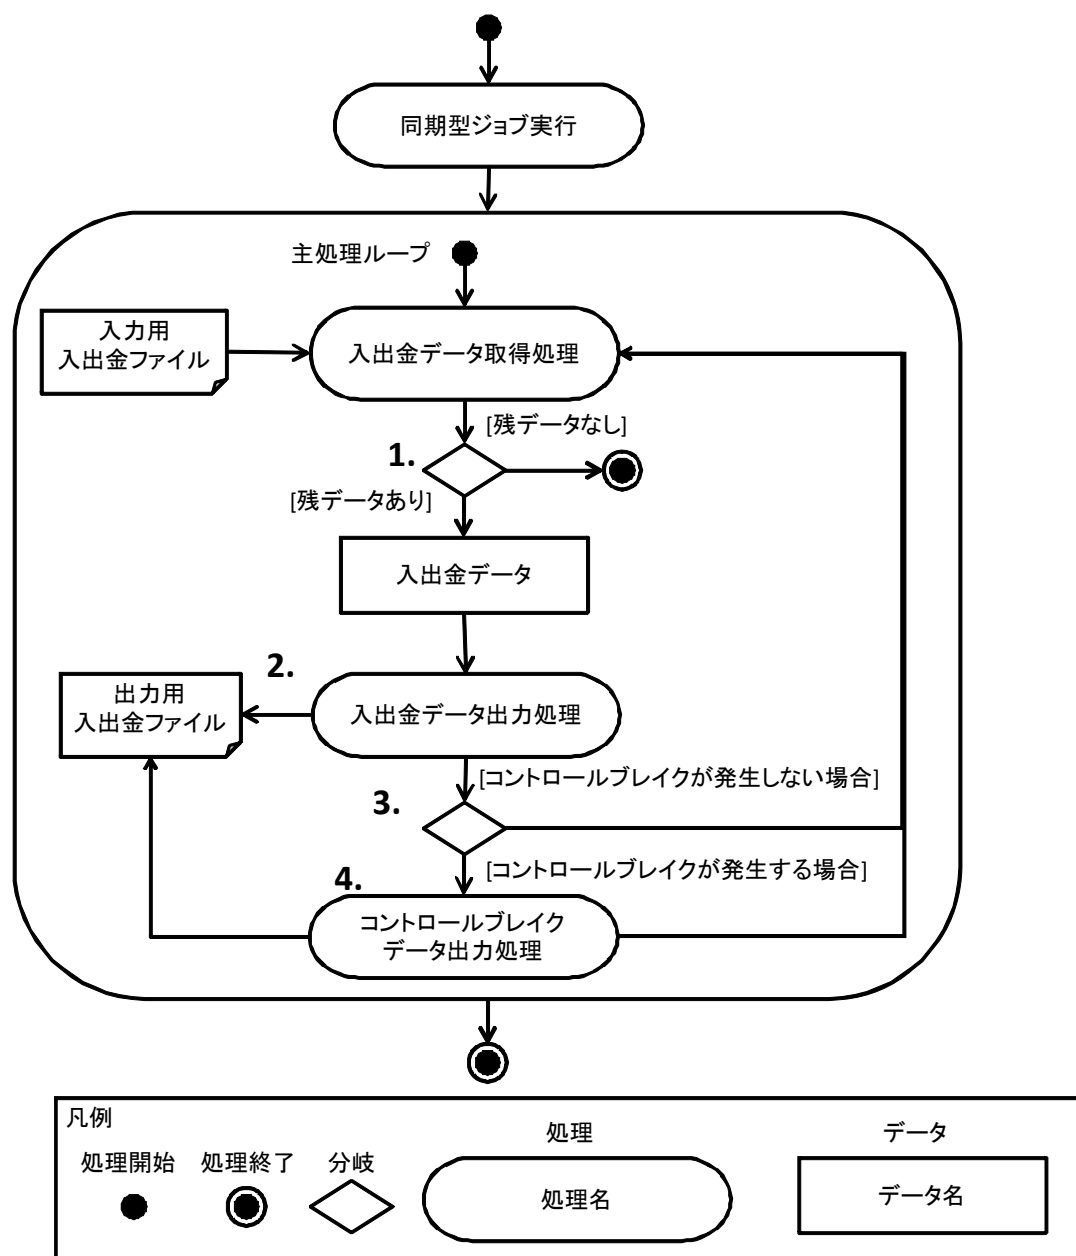 同期型ジョブ実行
主処理ループ
入力用
入出金ファイル
入出金データ取得処理
[残データなし]
1.
[残データあり]
入出金データ
2.
出力用
入出金ファイル
入出金データ出力処理
[コントロールブレイクが発生しない場合]
3.
[コントロールブレイクが発生する場合]
4.
コントロールブレイク
データ出力処理
凡例
処理
データ
処理開始
処理終了
分岐
処理名
データ名